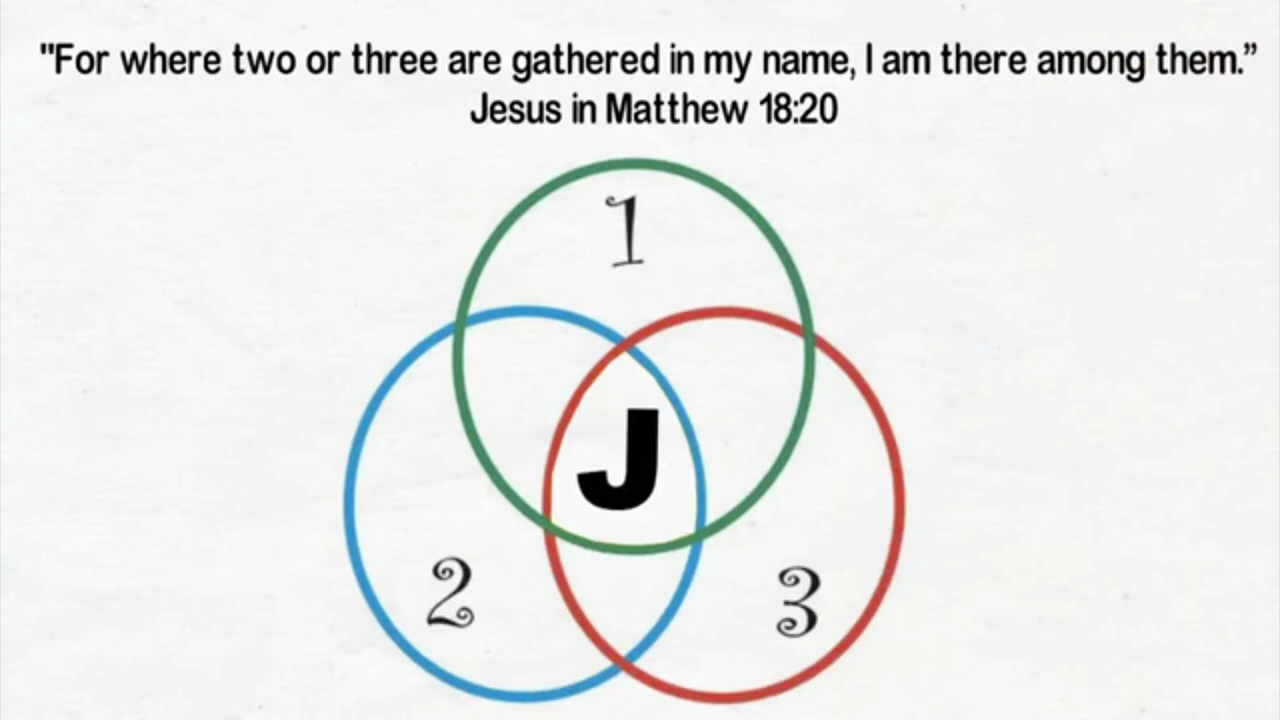 "For where two or three are gathered in my name, I am there among them.”
Jesus in Matthew 18:20
1
J
2 3